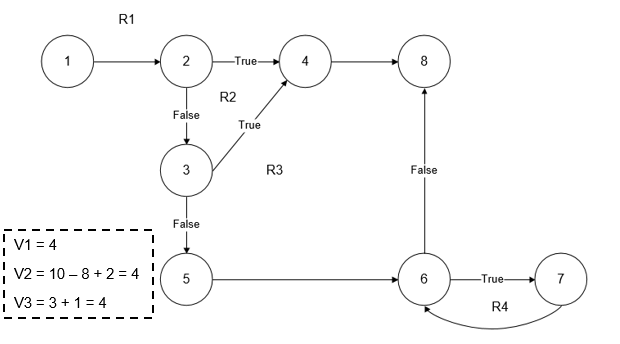 R1
1
2
True
4
8
False
R2
True
3
R3
False
False
V1 = 4
V2 = 10 – 8 + 2 = 4
V3 = 3 + 1 = 4
5
6
True
7
R4